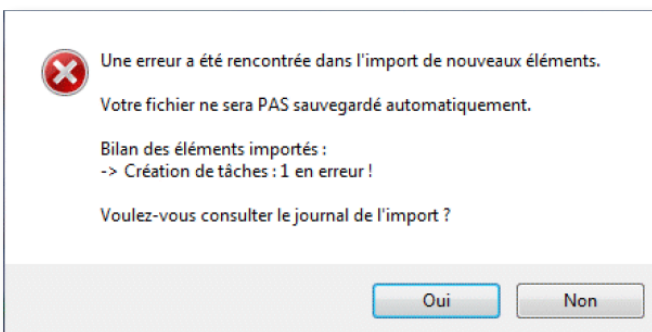 Une erreur a été rencontrée dans l'import de nouveaux éléments.
Votre fichier ne sera PAS sauvegardé automatiquement.
Bilan des éléments importés :
-> Création de tâches : 1 en erreur !
Voulez-vous consulter le journal de l'import ?
Oui
Non